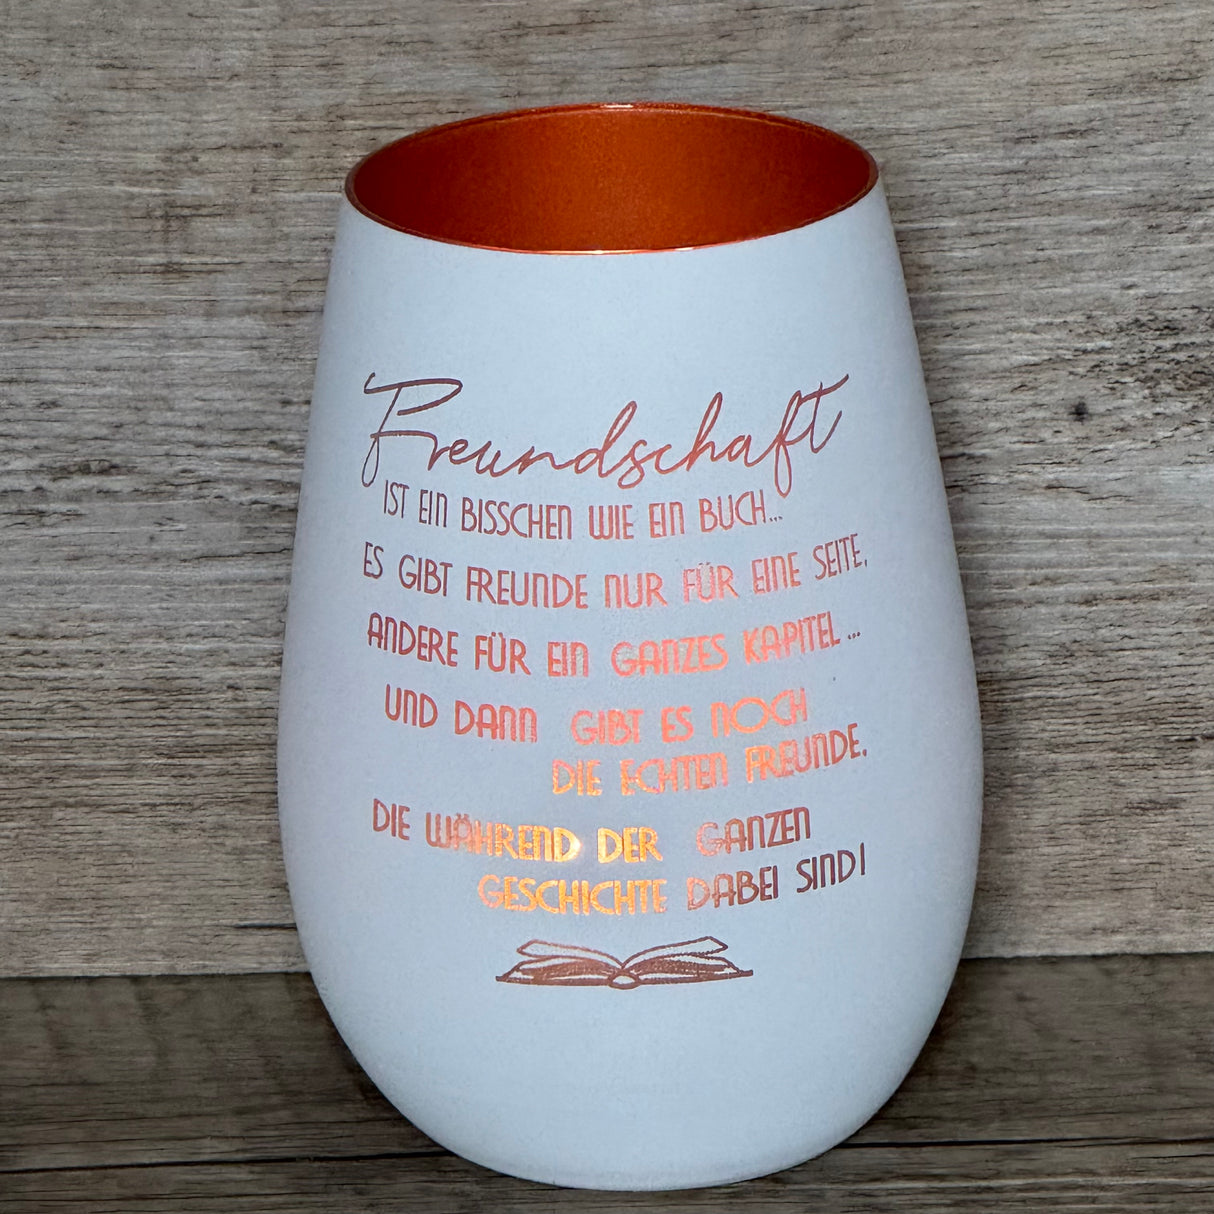 Freundschaft
IST EIN BISSCHEN WIE EIN BUCH...
ES GIBT FREUNDE NUR FÜR EINE SEITE,
ANDERE FÜR EIN GANZES KAPITEL...
UND DANN GIBT ES NOCH
DIE ECHTEN FREUNDE,
DIE WÄHREND DER GANZEN
GESCHICHTE DABEI SIND!